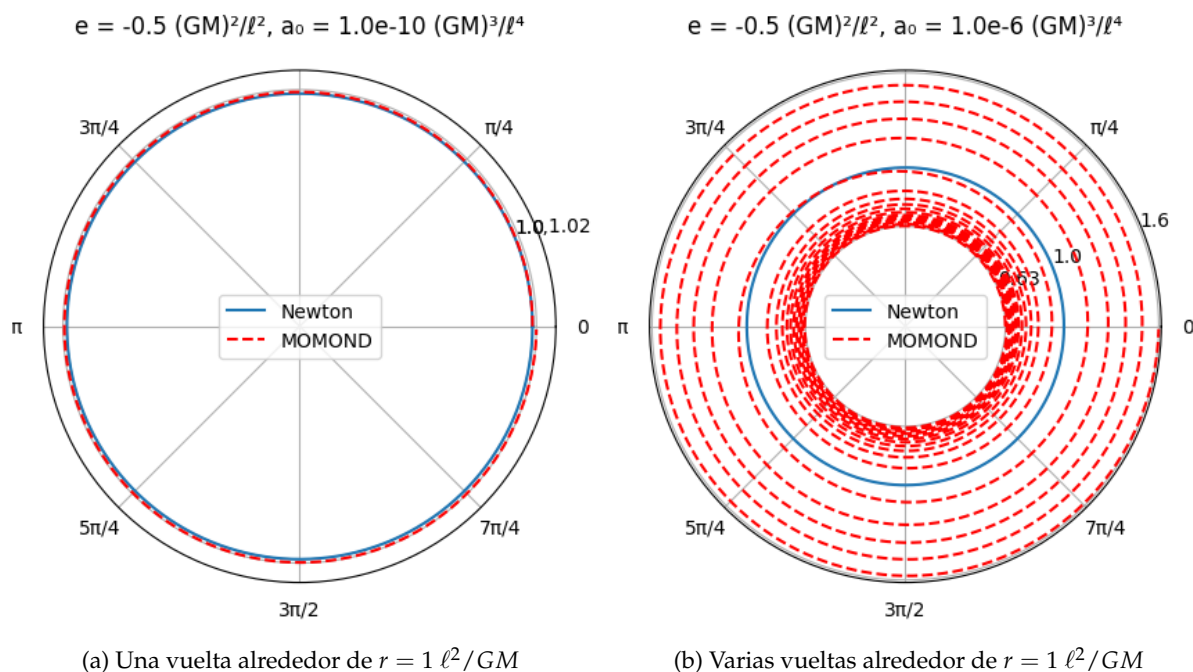 e = -0.5 (GM)²/ℓ², a₀ = 1.0e-10 (GM)³/ℓ⁴
3π/4
π/4
1.0
1.02
π
0
Newton
MOMOND
5π/4
7π/4
3π/2
(a) Una vuelta alrededor de r = 1 ℓ²/GM
e = -0.5 (GM)²/ℓ², a₀ = 1.0e-6 (GM)³/ℓ⁴
3π/4
π/4
1.6
1.0
0.63
π
0
Newton
MOMOND
5π/4
7π/4
3π/2
(b) Varias vueltas alrededor de r = 1 ℓ²/GM